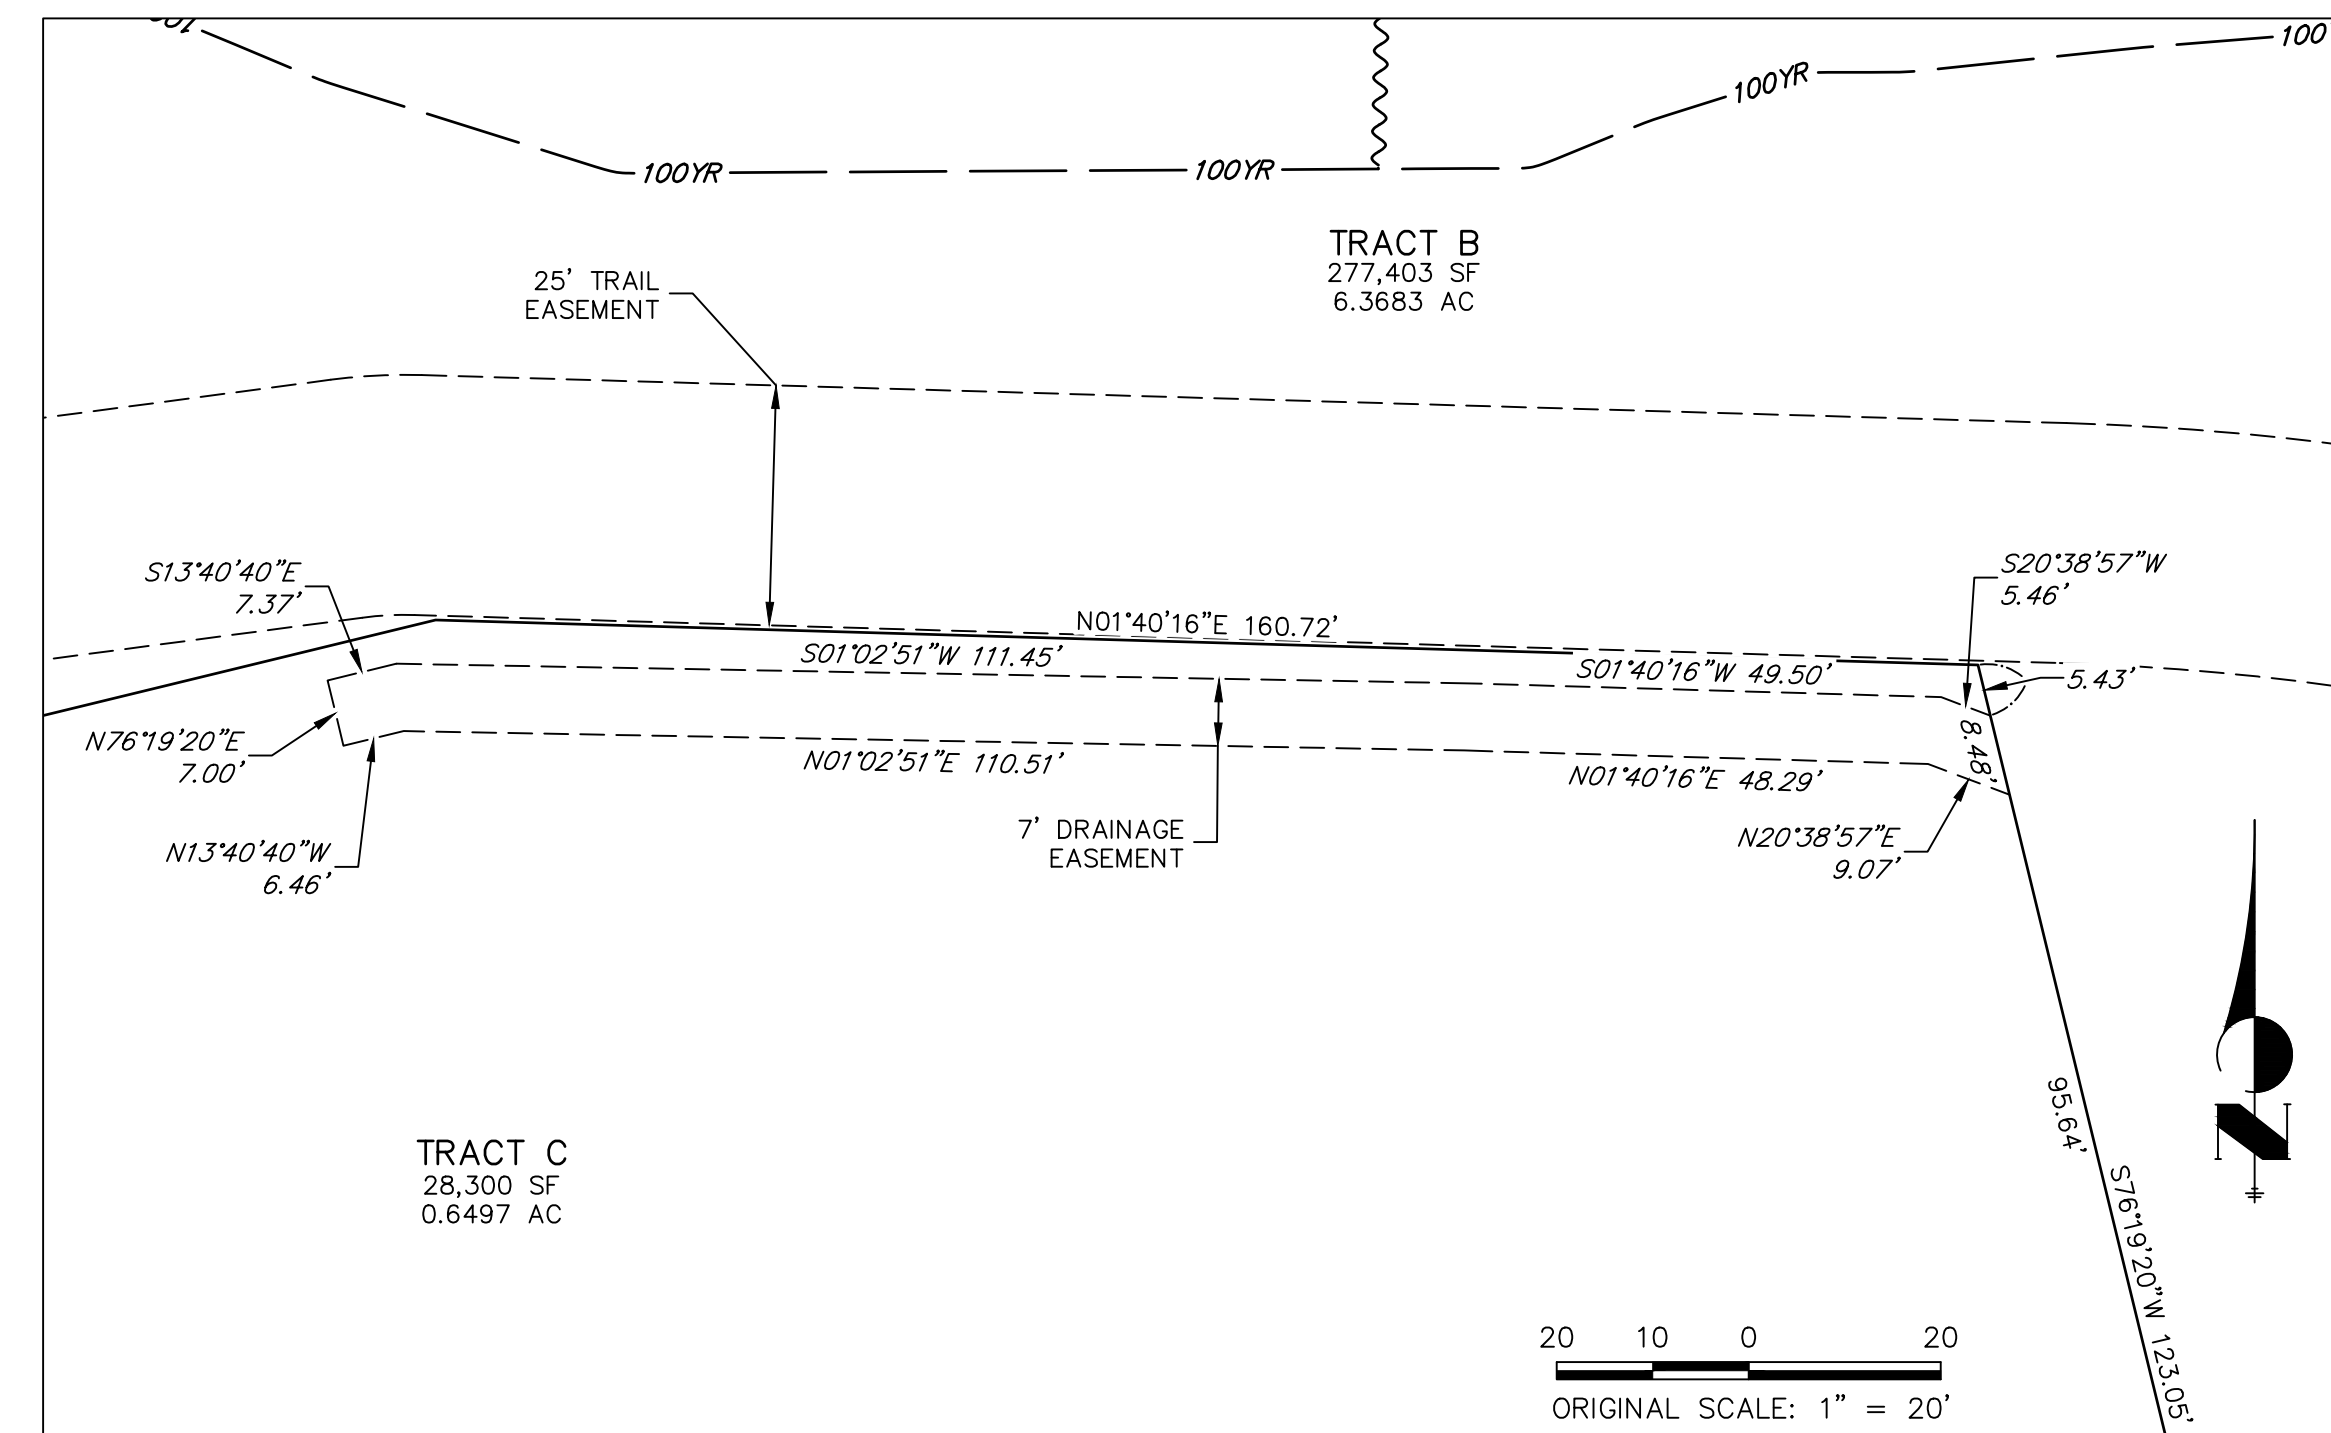 100YR
100
100YR
100YR
TRACT B
277,403 SF
6.3683 AC
25' TRAIL
EASEMENT
S13°40'40"E
7.37'
S20°38'57"W
5.46'
N01°40'16"E 160.72'
S01°02'51"W 111.45'
S01°40'16"W 49.50'
5.43'
N76°19'20"E
7.00'
8.48'
N01°02'51"E 110.51'
N01°40'16"E 48.29'
7' DRAINAGE
EASEMENT
N20°38'57"E
9.07'
N13°40'40"W
6.46'
95.64'
S76°19'20"W 123.05'
TRACT C
28,300 SF
0.6497 AC
N
20 10 0 20
ORIGINAL SCALE: 1" = 20'